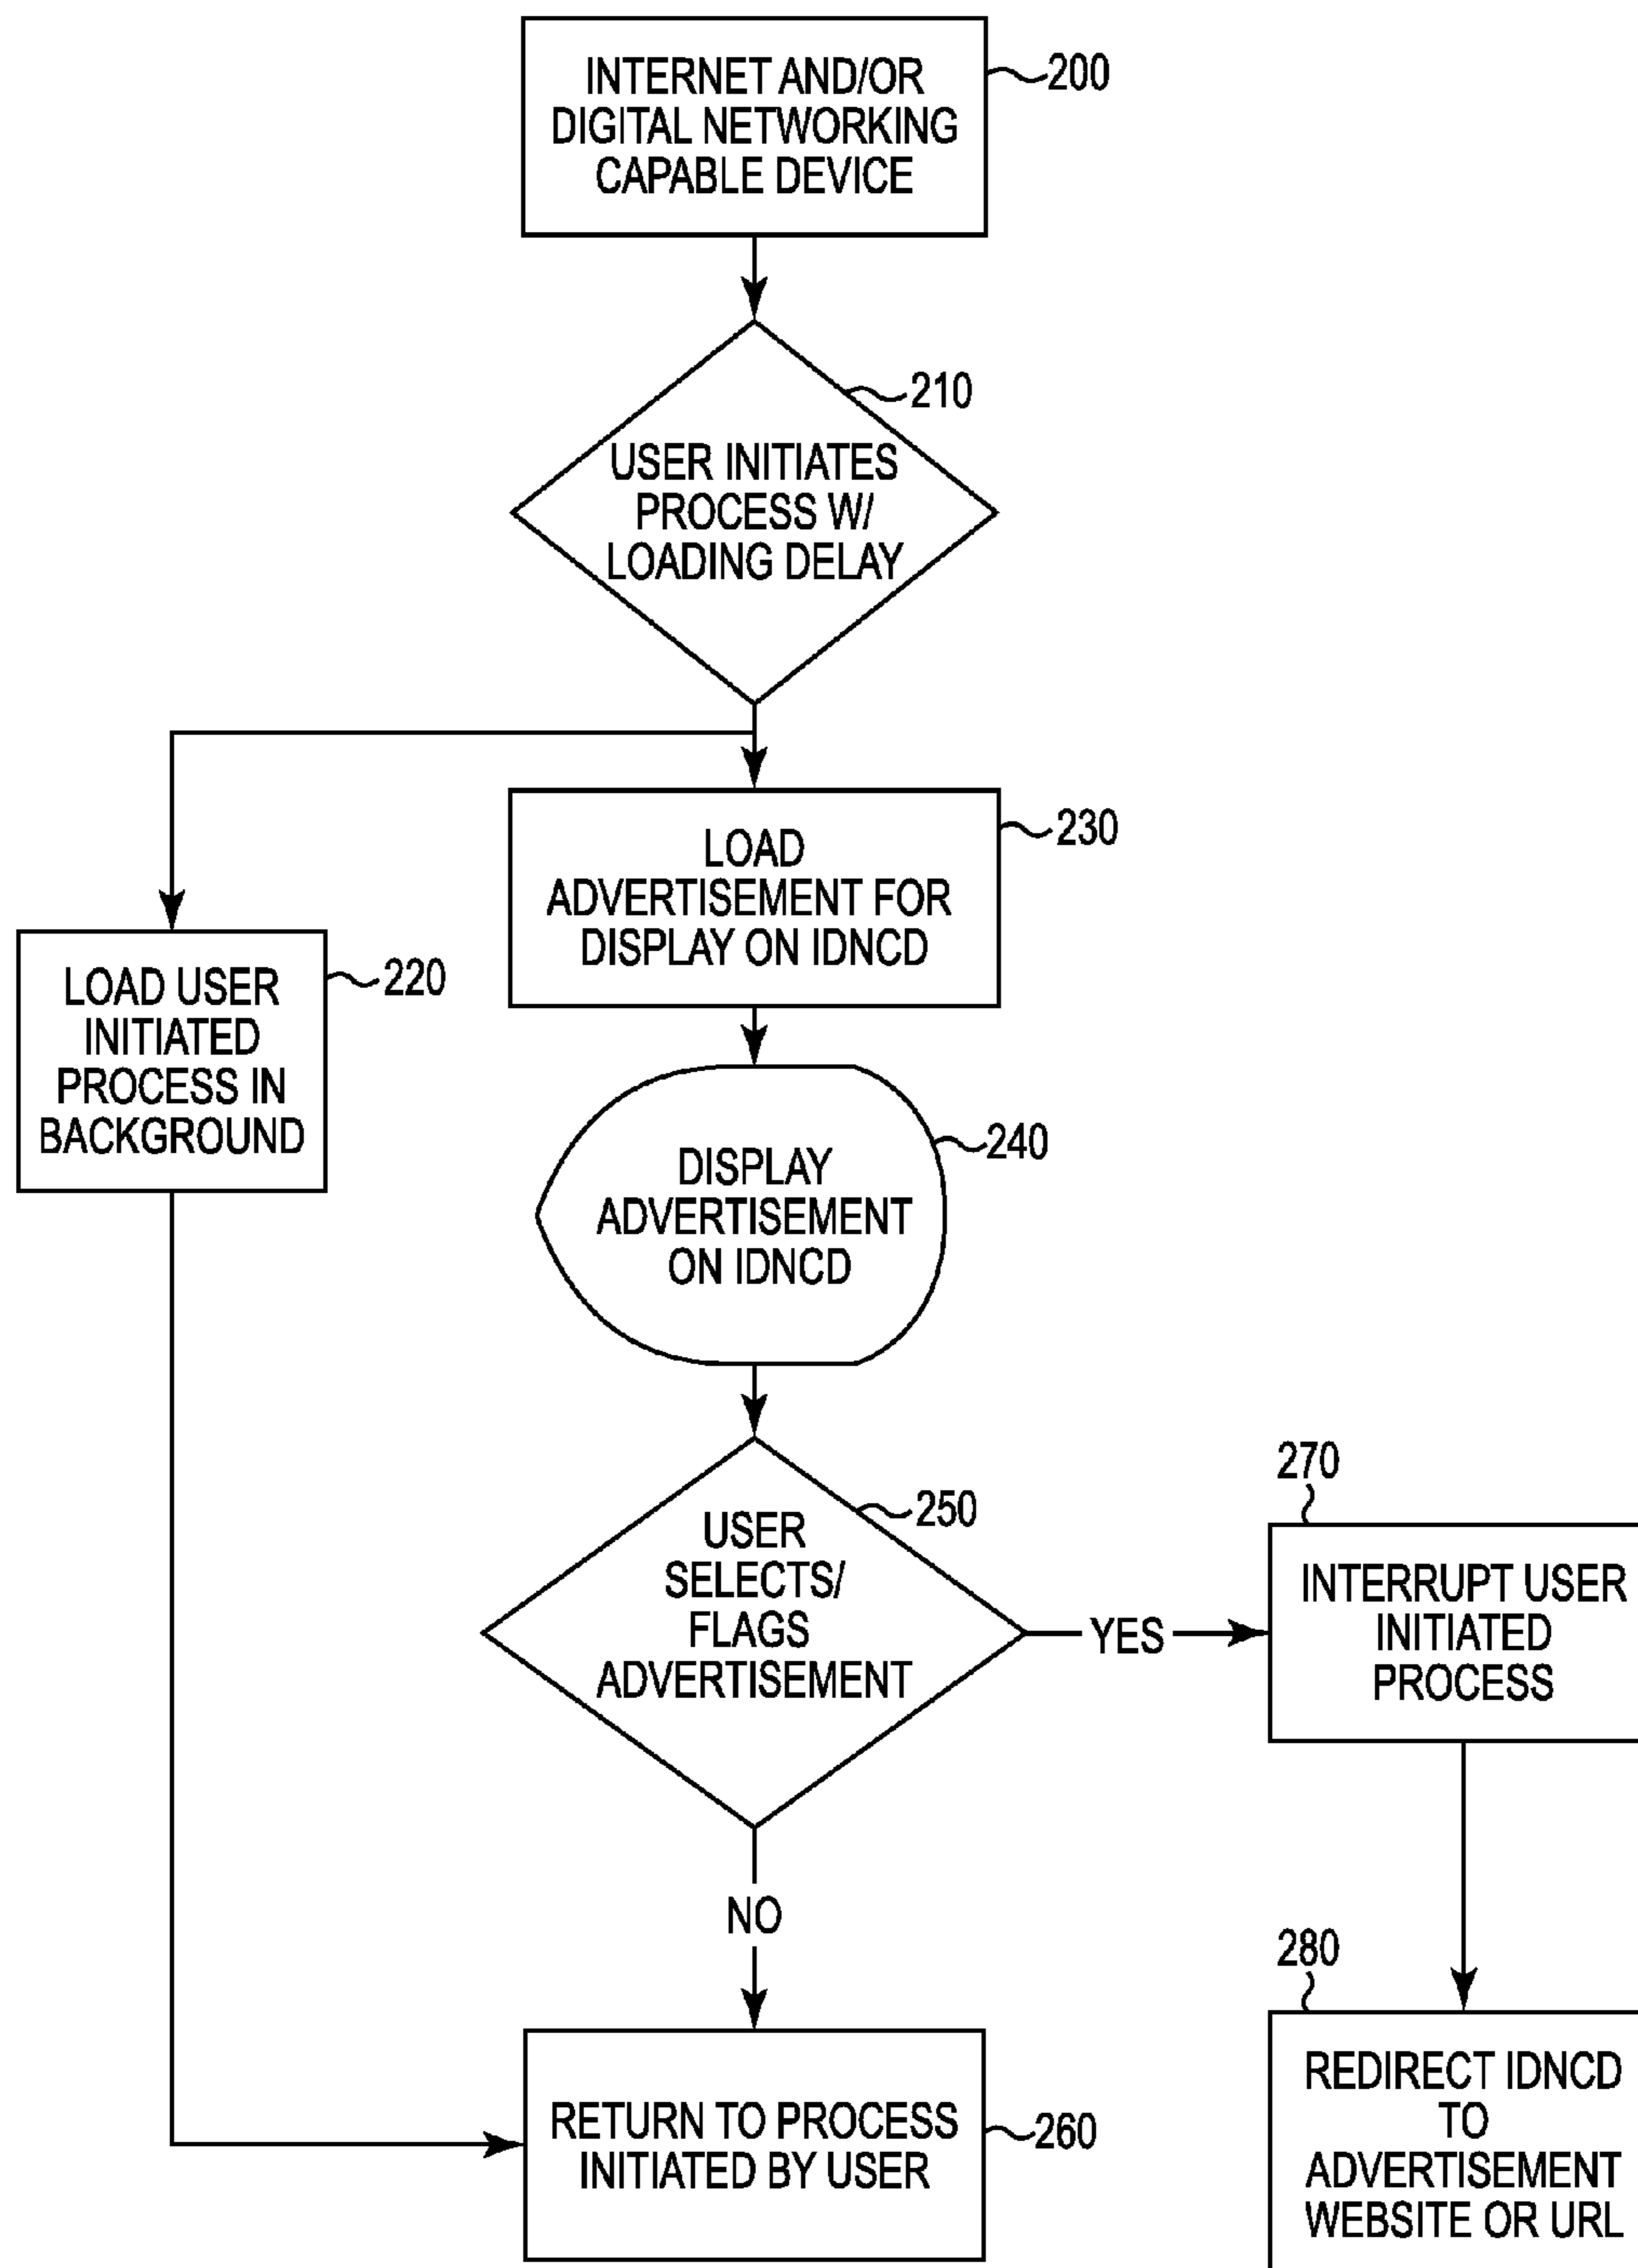 INTERNET AND/OR
DIGITAL NETWORKING
CAPABLE DEVICE
200
210
USER INITIATES
PROCESS W/
LOADING DELAY
230
LOAD
ADVERTISEMENT FOR
DISPLAY ON IDNCD
220
LOAD USER
INITIATED
PROCESS IN
BACKGROUND
240
DISPLAY
ADVERTISEMENT
ON IDNCD
250
USER
SELECTS/
FLAGS
ADVERTISEMENT
YES
270
INTERRUPT USER
INITIATED
PROCESS
NO
280
REDIRECT IDNCD
TO
ADVERTISEMENT
WEBSITE OR URL
RETURN TO PROCESS
INITIATED BY USER
260